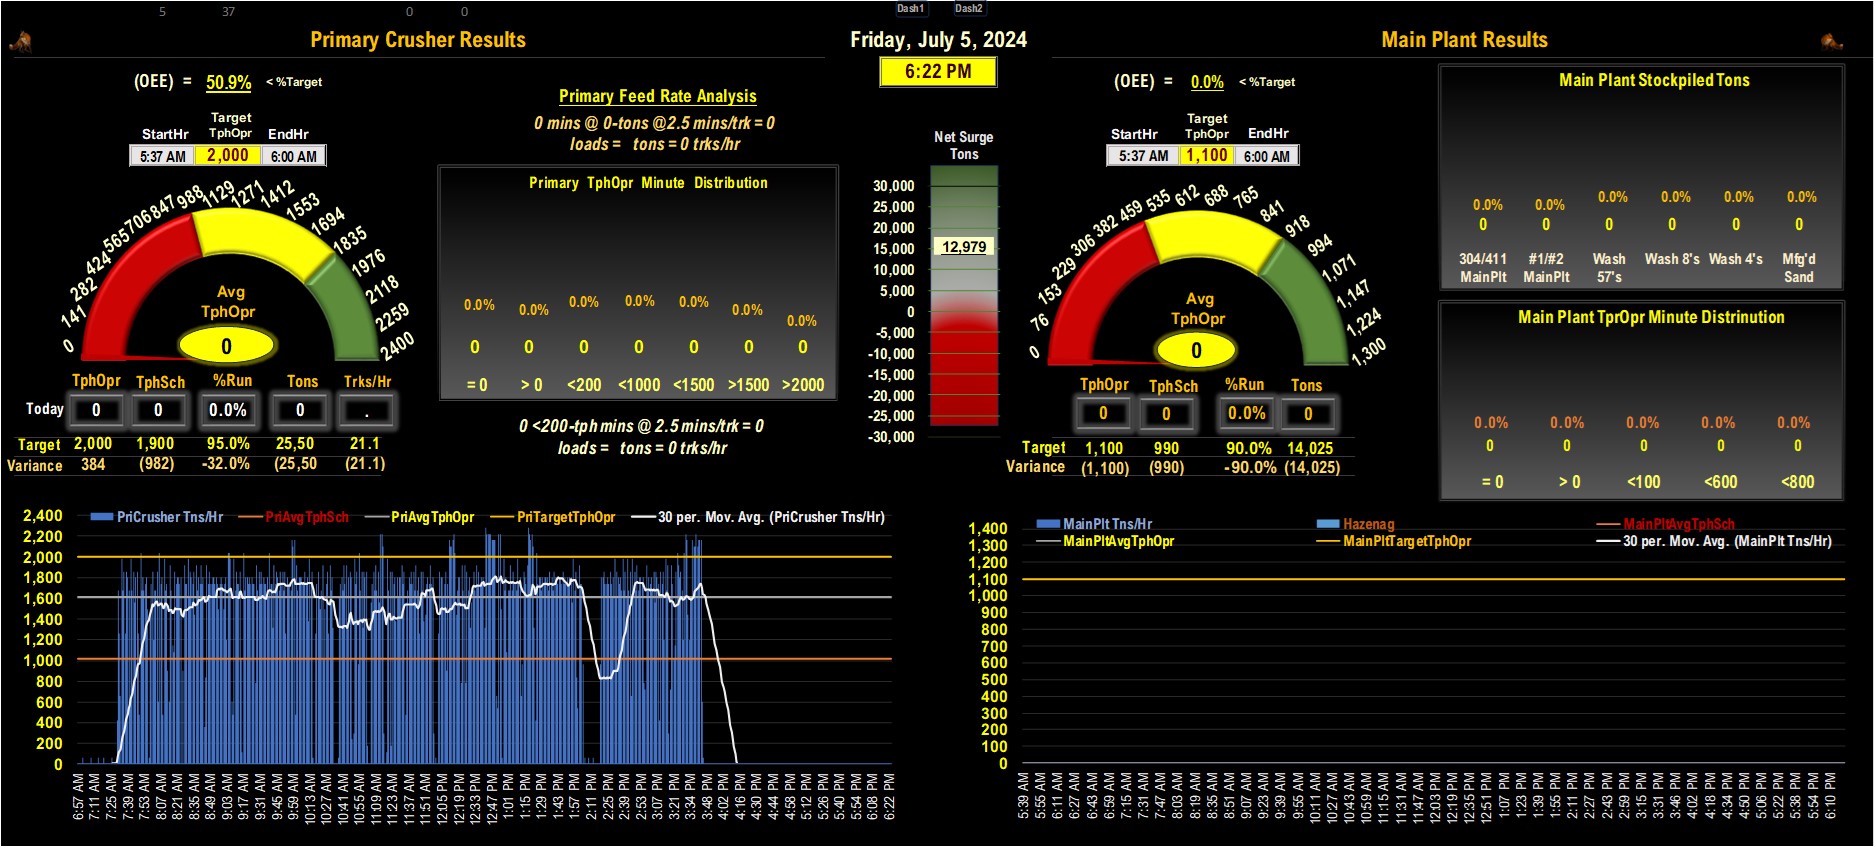 5 37 0 0
Dash1 Dash2
Primary Crusher Results
Friday, July 5, 2024
6:22 PM
Main Plant Results
(OEE) = 50.9% < %Target
Target
StartHr TphOpr EndHr
5:37 AM 2,000 6:00 AM
0 141 282 424 565 706 847 988 1129 1271 1412 1553 1694 1835 1976 2118 2259 2400
Avg
TphOpr
0
TphOpr TphSch %Run Tons Trks/Hr
Today 0 0 0.0% 0 .
Target 2,000 1,900 95.0% 25,50 21.1
Variance 384 (982) -32.0% (25,50 (21.1)
Primary Feed Rate Analysis
0 mins @ 0-tons @2.5 mins/trk = 0
loads = tons = 0 trks/hr
Primary TphOpr Minute Distribution
0.0% 0.0% 0.0% 0.0% 0.0% 0.0% 0.0%
0 0 0 0 0 0 0
= 0 > 0 <200 <1000 <1500 >1500 >2000
0 <200-tph mins @ 2.5 mins/trk = 0
loads = tons = 0 trks/hr
Net Surge
Tons
30,000
25,000
20,000
15,000
12,979
10,000
5,000
0
-5,000
-10,000
-15,000
-20,000
-25,000
-30,000
(OEE) = 0.0% < %Target
Target
StartHr TphOpr EndHr
5:37 AM 1,100 6:00 AM
0 76 153 229 306 382 459 535 612 688 765 841 918 994 1,071 1,147 1,224 1,300
Avg
TphOpr
0
TphOpr TphSch %Run Tons
0 0 0.0% 0
Target 1,100 990 90.0% 14,025
Variance (1,100) (990) -90.0% (14,025)
Main Plant Stockpiled Tons
0.0% 0.0% 0.0% 0.0% 0.0% 0.0%
0 0 0 0 0 0
304/411 #1/#2 Wash Wash 8's Wash 4's Mfg'd
MainPlt MainPlt 57's Sand
Main Plant TprOpr Minute Distrinution
0.0% 0.0% 0.0% 0.0% 0.0%
0 0 0 0 0
= 0 > 0 <100 <600 <800
PriCrusher Tns/Hr PriAvgTphSch PriAvgTphOpr PriTargetTphOpr 30 per. Mov. Avg. (PriCrusher Tns/Hr)
2,400
2,200
2,000
1,800
1,600
1,400
1,200
1,000
800
600
400
200
0
6:57 AM 7:11 AM 7:25 AM 7:39 AM 7:53 AM 8:07 AM 8:21 AM 8:35 AM 8:49 AM 9:03 AM 9:17 AM 9:31 AM 9:45 AM 9:59 AM 10:13 AM 10:27 AM 10:41 AM 10:55 AM 11:09 AM 11:23 AM 11:37 AM 11:51 AM 12:05 PM 12:19 PM 12:33 PM 12:47 PM 1:01 PM 1:15 PM 1:29 PM 1:43 PM 1:57 PM 2:11 PM 2:25 PM 2:39 PM 2:53 PM 3:07 PM 3:21 PM 3:34 PM 3:48 PM 4:02 PM 4:16 PM 4:30 PM 4:44 PM 4:58 PM 5:12 PM 5:26 PM 5:40 PM 5:54 PM 6:08 PM 6:22 PM
MainPlt Tns/Hr Hazenag MainPltAvgTphSch
MainPltAvgTphOpr MainPltTargetTphOpr 30 per. Mov. Avg. (MainPlt Tns/Hr)
1,400
1,300
1,200
1,100
1,000
900
800
700
600
500
400
300
200
100
0
5:39 AM 5:55 AM 6:11 AM 6:27 AM 6:43 AM 6:59 AM 7:15 AM 7:31 AM 7:47 AM 8:03 AM 8:19 AM 8:35 AM 8:51 AM 9:07 AM 9:23 AM 9:39 AM 9:55 AM 10:11 AM 10:27 AM 10:43 AM 10:59 AM 11:15 AM 11:31 AM 11:47 AM 12:03 PM 12:19 PM 12:35 PM 12:51 PM 1:07 PM 1:23 PM 1:39 PM 1:55 PM 2:11 PM 2:27 PM 2:43 PM 2:59 PM 3:15 PM 3:31 PM 3:46 PM 4:02 PM 4:18 PM 4:34 PM 4:50 PM 5:06 PM 5:22 PM 5:38 PM 5:54 PM 6:10 PM